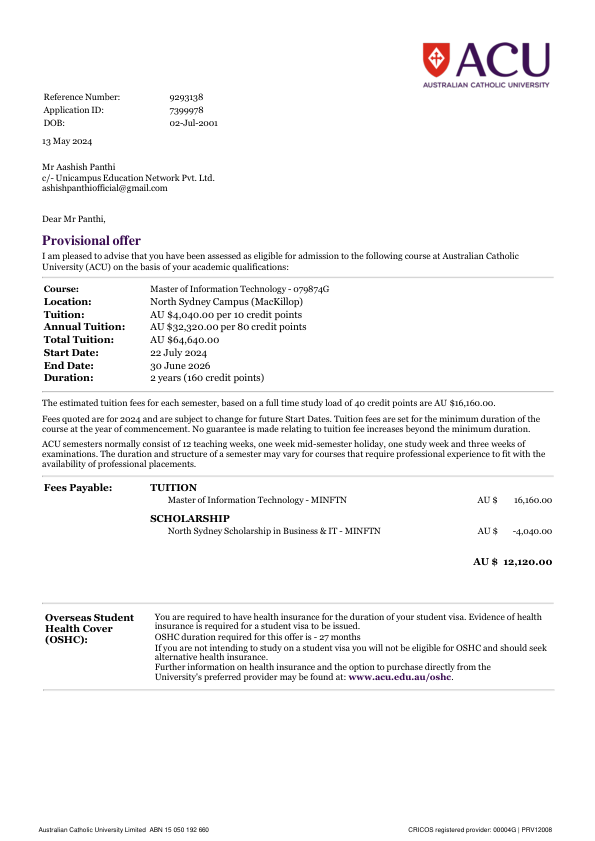 ACU
AUSTRALIAN CATHOLIC UNIVERSITY
Reference Number: 9293138
Application ID: 7399978
DOB: 02-Jul-2001
13 May 2024
Mr Aashish Panthi
c/- Unicampus Education Network Pvt. Ltd.
ashishpanthiofficial@gmail.com
Dear Mr Panthi,
Provisional offer
I am pleased to advise that you have been assessed as eligible for admission to the following course at Australian Catholic
University (ACU) on the basis of your academic qualifications:
Course: Master of Information Technology - 079874G
Location: North Sydney Campus (MacKillop)
Tuition: AU $4,040.00 per 10 credit points
Annual Tuition: AU $32,320.00 per 80 credit points
Total Tuition: AU $64,640.00
Start Date: 22 July 2024
End Date: 30 June 2026
Duration: 2 years (160 credit points)
The estimated tuition fees for each semester, based on a full time study load of 40 credit points are AU $16,160.00.
Fees quoted are for 2024 and are subject to change for future Start Dates. Tuition fees are set for the minimum duration of the
course at the year of commencement. No guarantee is made relating to tuition fee increases beyond the minimum duration.
ACU semesters normally consist of 12 teaching weeks, one week mid-semester holiday, one study week and three weeks of
examinations. The duration and structure of a semester may vary for courses that require professional experience to fit with the
availability of professional placements.
Fees Payable: TUITION
Master of Information Technology - MINFTN AU $ 16,160.00
SCHOLARSHIP
North Sydney Scholarship in Business & IT - MINFTN AU $ -4,040.00
AU $ 12,120.00
Overseas Student
Health Cover
(OSHC):
You are required to have health insurance for the duration of your student visa. Evidence of health
insurance is required for a student visa to be issued.
OSHC duration required for this offer is - 27 months
If you are not intending to study on a student visa you will not be eligible for OSHC and should seek
alternative health insurance.
Further information on health insurance and the option to purchase directly from the
University's preferred provider may be found at: www.acu.edu.au/oshc.
Australian Catholic University Limited ABN 15 050 192 660
CRICOS registered provider: 00004G | PRV12008